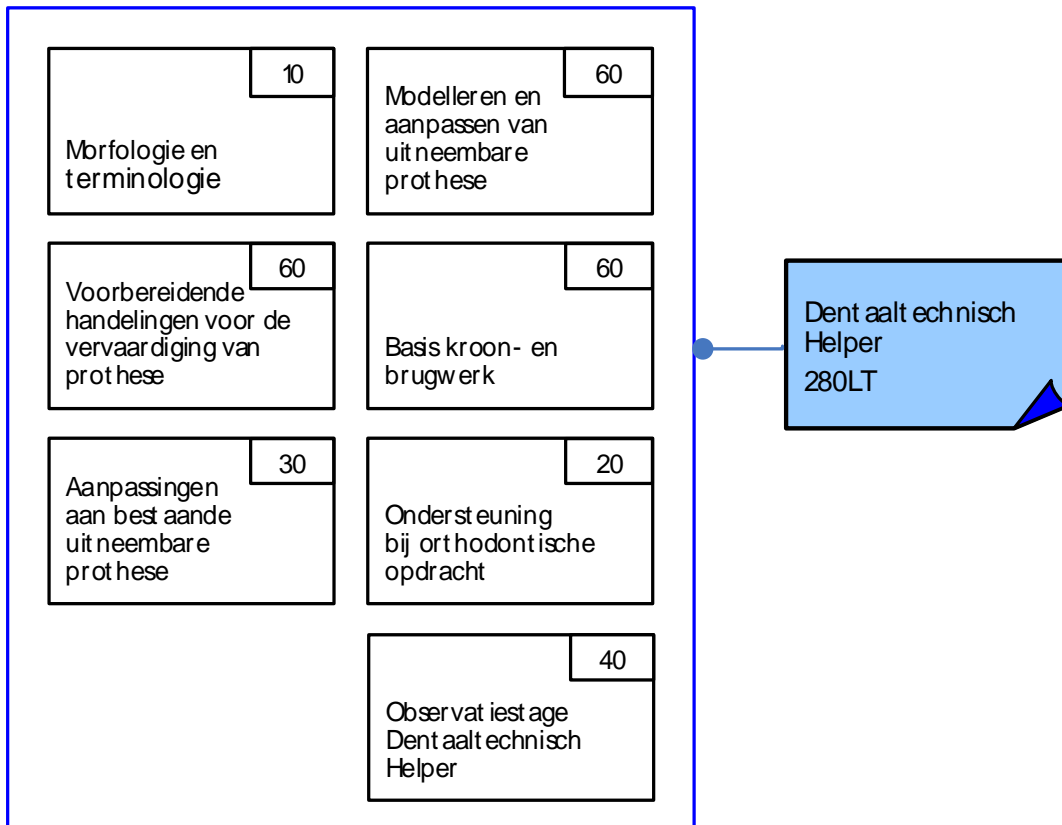 10
Morfologie en
terminologie
60
Modelleren en
aanpassen van
uitneembare
prothese
60
Voorbereidende
handelingen voor de
vervaardiging van
prothese
60
Basis kroon- en
brugwerk
30
Aanpassingen
aan bestaande
uitneembare
prothese
20
Ondersteuning
bij orthodontische
opdracht
40
Observatiestage
Dentaaltechnisch
Helper
Dentaaltechnisch
Helper
280LT